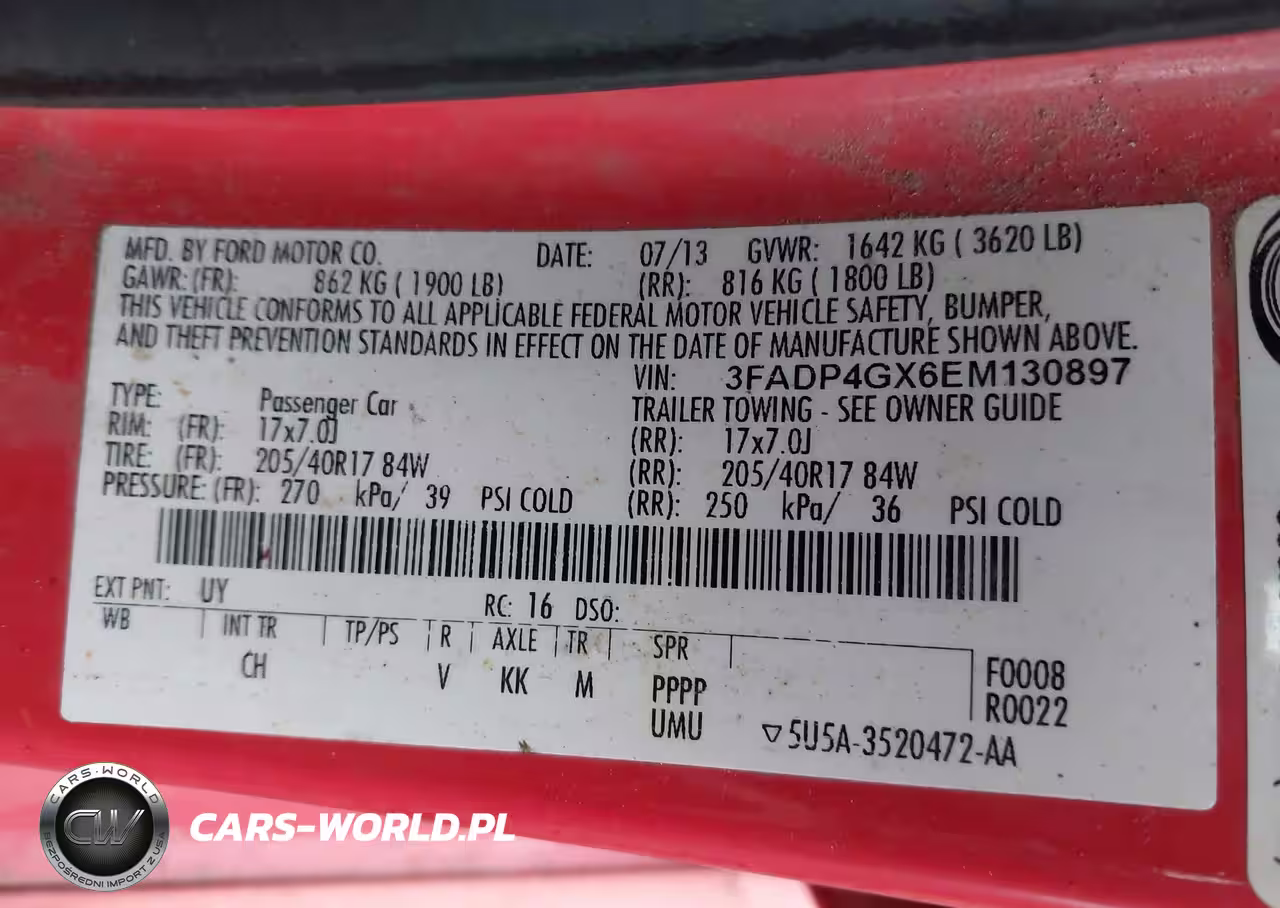 MFD. BY FORD MOTOR CO. DATE: 07/13 GVWR: 1642 KG ( 3620 LB)
GAWR: (FR): 862 KG ( 1900 LB) (RR): 816 KG ( 1800 LB)
THIS VEHICLE CONFORMS TO ALL APPLICABLE FEDERAL MOTOR VEHICLE SAFETY, BUMPER,
AND THEFT PREVENTION STANDARDS IN EFFECT ON THE DATE OF MANUFACTURE SHOWN ABOVE.
VIN: 3FADP4GX6EM130897
TYPE: Passenger Car TRAILER TOWING - SEE OWNER GUIDE
RIM: (FR): 17x7.0J (RR): 17x7.0J
TIRE: (FR): 205/40R17 84W (RR): 205/40R17 84W
PRESSURE: (FR): 270 kPa/ 39 PSI COLD (RR): 250 kPa/ 36 PSI COLD
EXT PNT: UY RC: 16 DSO:
WB INT TR TP/PS R AXLE TR SPR
CH V KK M PPPP F0008
UMU R0022
▽5U5A-3520472-AA
CARS-WORLD
CW
BEZPOŚREDNI IMPORT Z USA
CARS-WORLD.PL